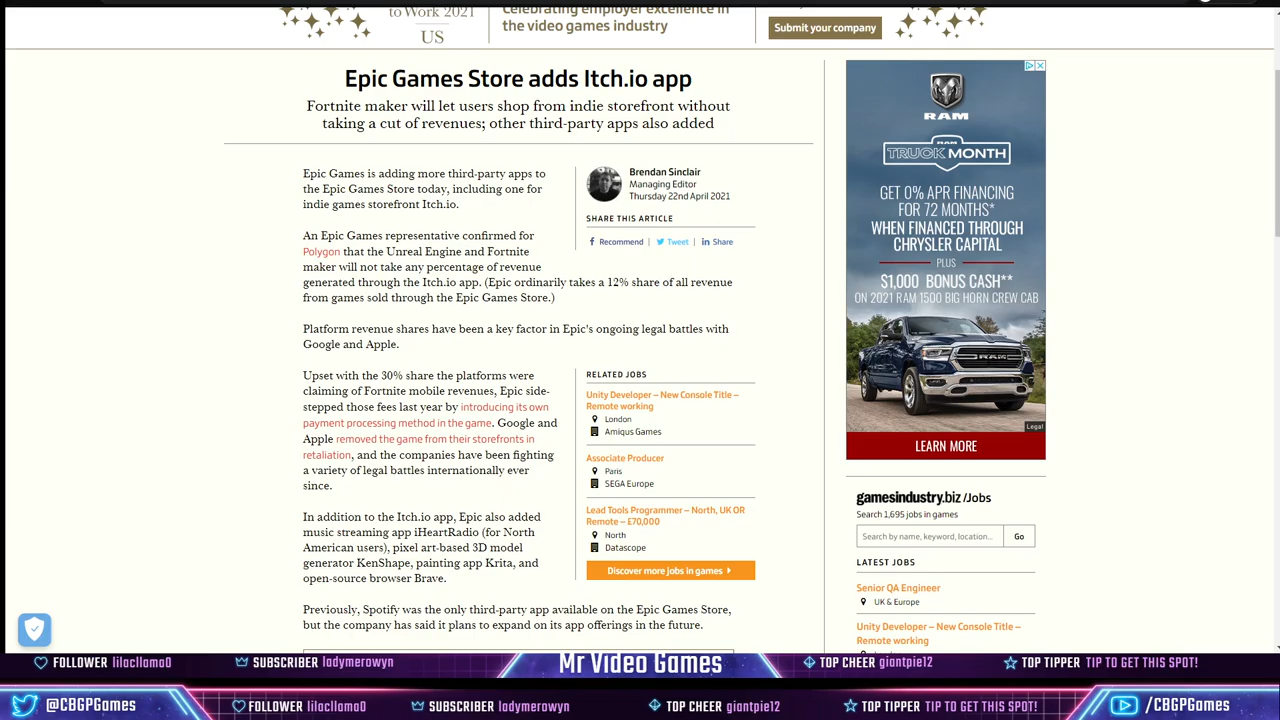 to Work 2021
US
Celebrating employer excellence in
the video games industry
Submit your company
Epic Games Store adds Itch.io app
Fortnite maker will let users shop from indie storefront without
taking a cut of revenues; other third-party apps also added
Epic Games is adding more third-party apps to
the Epic Games Store today, including one for
indie games storefront Itch.io.
An Epic Games representative confirmed for
Polygon that the Unreal Engine and Fortnite
maker will not take any percentage of revenue
generated through the Itch.io app. (Epic ordinarily takes a 12% share of all revenue
from games sold through the Epic Games Store.)
Brendan Sinclair
Managing Editor
Thursday 22nd April 2021
SHARE THIS ARTICLE
Recommend | Tweet | in Share
Platform revenue shares have been a key factor in Epic's ongoing legal battles with
Google and Apple.
Upset with the 30% share the platforms were
claiming of Fortnite mobile revenues, Epic side-
stepped those fees last year by introducing its own
payment processing method in the game. Google and
Apple removed the game from their storefronts in
retaliation, and the companies have been fighting
a variety of legal battles internationally ever
since.
In addition to the Itch.io app, Epic also added
music streaming app iHeartRadio (for North
American users), pixel art-based 3D model
generator KenShape, painting app Krita, and
open-source browser Brave.
RELATED JOBS
Unity Developer – New Console Title –
Remote working
London
Amiqus Games
Associate Producer
Paris
SEGA Europe
Lead Tools Programmer – North, UK OR
Remote – £70,000
North
Datascope
Discover more jobs in games
Previously, Spotify was the only third-party app available on the Epic Games Store,
but the company has said it plans to expand on its app offerings in the future.
RAM
TRUCK MONTH
GET 0% APR FINANCING
FOR 72 MONTHS*
WHEN FINANCED THROUGH
CHRYSLER CAPITAL
PLUS
$1,000 BONUS CASH**
ON 2021 RAM 1500 BIG HORN CREW CAB
RAM
Legal
LEARN MORE
gamesindustry.biz /Jobs
Search 1,695 jobs in games
Search by name, keyword, location...
Go
LATEST JOBS
Senior QA Engineer
UK & Europe
Unity Developer – New Console Title –
Remote working
FOLLOWER lilacllama0 SUBSCRIBER ladymerowyn Mr Video Games TOP CHEER giantpie12 TOP TIPPER TIP TO GET THIS SPOT!
@CBGPGames FOLLOWER lilacllama0 SUBSCRIBER ladymerowyn TOP CHEER giantpie12 TOP TIPPER TIP TO GET THIS SPOT! /CBGPGames